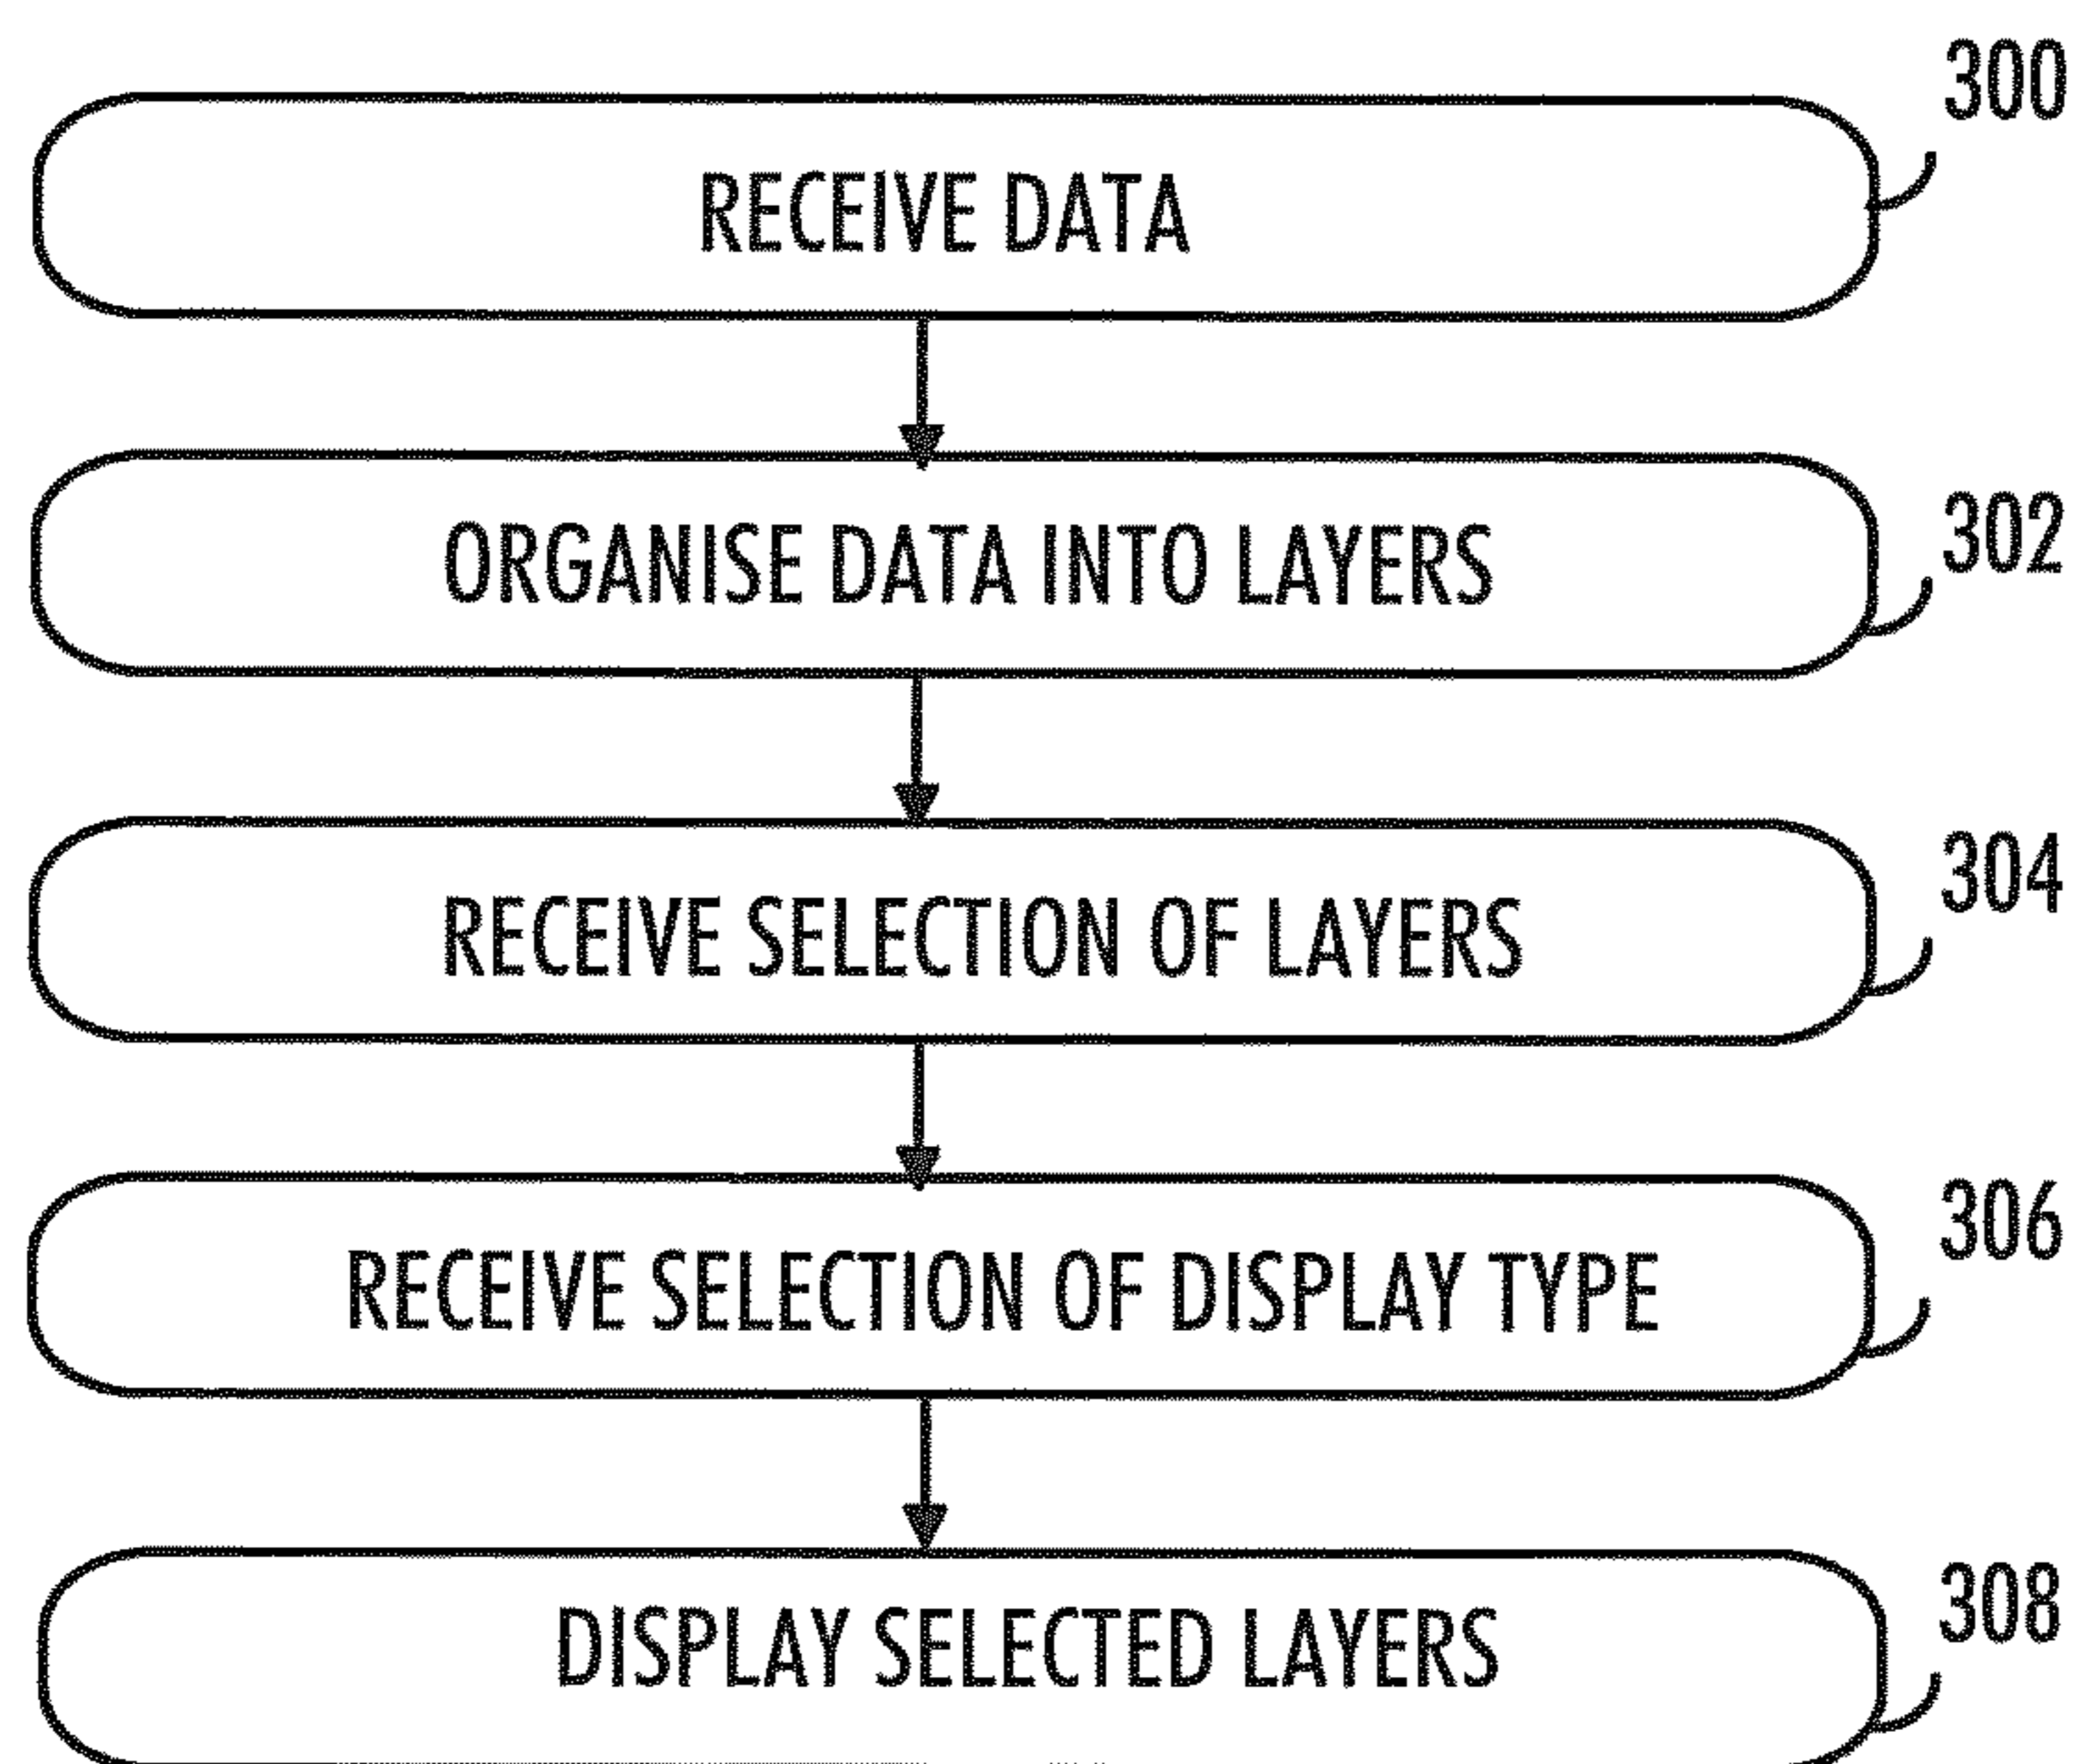 300
RECEIVE DATA
302
ORGANISE DATA INTO LAYERS
304
RECEIVE SELECTION OF LAYERS
306
RECEIVE SELECTION OF DISPLAY TYPE
308
DISPLAY SELECTED LAYERS